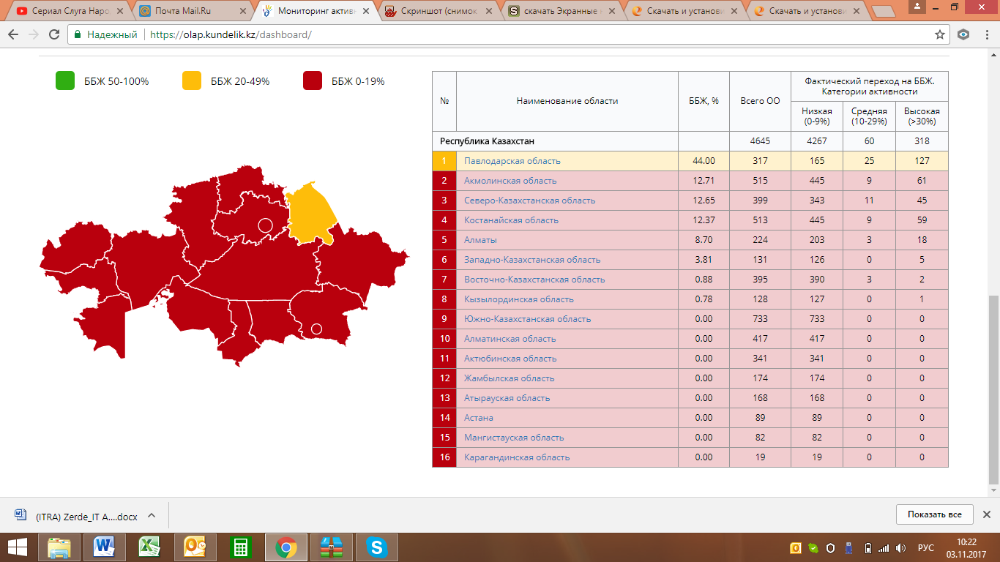 Сериал Слуга Наро
Почта Mail.Ru
Мониторинг актив
Скриншот (снимок
скачать Экранные
Скачать и установи
Скачать и установи
Надежный https://olap.kundelik.kz/dashboard/
ББЖ 50-100% ББЖ 20-49% ББЖ 0-19%
№ Наименование области ББЖ, % Всего ОО Фактический переход на ББЖ. Категории активности
Низкая (0-9%) Средняя (10-29%) Высокая (>30%)
Республика Казахстан 4645 4267 60 318
1 Павлодарская область 44.00 317 165 25 127
2 Акмолинская область 12.71 515 445 9 61
3 Северо-Казахстанская область 12.65 399 343 11 45
4 Костанайская область 12.37 513 445 9 59
5 Алматы 8.70 224 203 3 18
6 Западно-Казахстанская область 3.81 131 126 0 5
7 Восточно-Казахстанская область 0.88 395 390 3 2
8 Кызылординская область 0.78 128 127 0 1
9 Южно-Казахстанская область 0.00 733 733 0 0
10 Алматинская область 0.00 417 417 0 0
11 Актюбинская область 0.00 341 341 0 0
12 Жамбылская область 0.00 174 174 0 0
13 Атырауская область 0.00 168 168 0 0
14 Астана 0.00 89 89 0 0
15 Мангистауская область 0.00 82 82 0 0
16 Карагандинская область 0.00 19 19 0 0
(ITRA) Zerde_IT A....docx
Показать все
РУС
10:22
03.11.2017